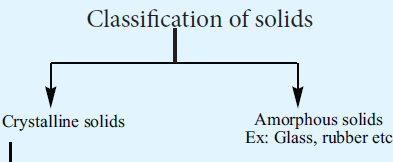 Classification of solids
Crystalline solids
Amorphous solids
Ex: Glass, rubber etc